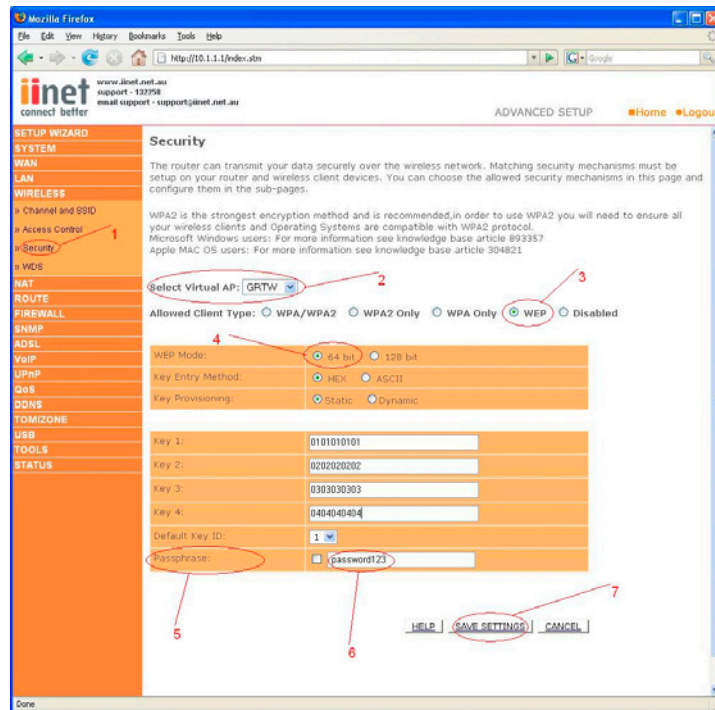 Mozilla Firefox
File Edit View History Bookmarks Tools Help
http://10.1.1.1/index.stm
Google
iinet
connect better
www.iinet.net.au
support - 132258
email support - support@iinet.net.au
ADVANCED SETUP
Home
Logout
SETUP WIZARD
SYSTEM
WAN
LAN
WIRELESS
» Channel and SSID
» Access Control
1
» Security
» WDS
NAT
ROUTE
FIREWALL
SNMP
ADSL
VoIP
UPnP
QoS
DDNS
TOMIZONE
USB
TOOLS
STATUS
Security
The router can transmit your data securely over the wireless network. Matching security mechanisms must be
setup on your router and wireless client devices. You can choose the allowed security mechanisms in this page and
configure them in the sub-pages.
WPA2 is the strongest encryption method and is recommended,in order to use WPA2 you will need to ensure all
your wireless clients and Operating Systems are compatible with WPA2 protocol.
Microsoft Windows users: For more information see knowledge base article 893357
Apple MAC OS users: For more information see knowledge base article 304821
2
3
Select Virtual AP: GRTW
Allowed Client Type: WPA/WPA2 WPA2 Only WPA Only WEP Disabled
4
WEP Mode: 64 bit 128 bit
Key Entry Method: HEX ASCII
Key Provisioning: Static Dynamic
Key 1: 0101010101
Key 2: 0202020202
Key 3: 0303030303
Key 4: 0404040404
Default Key ID: 1
Passphrase: password123
7
HELP SAVE SETTINGS CANCEL
5
6
Done